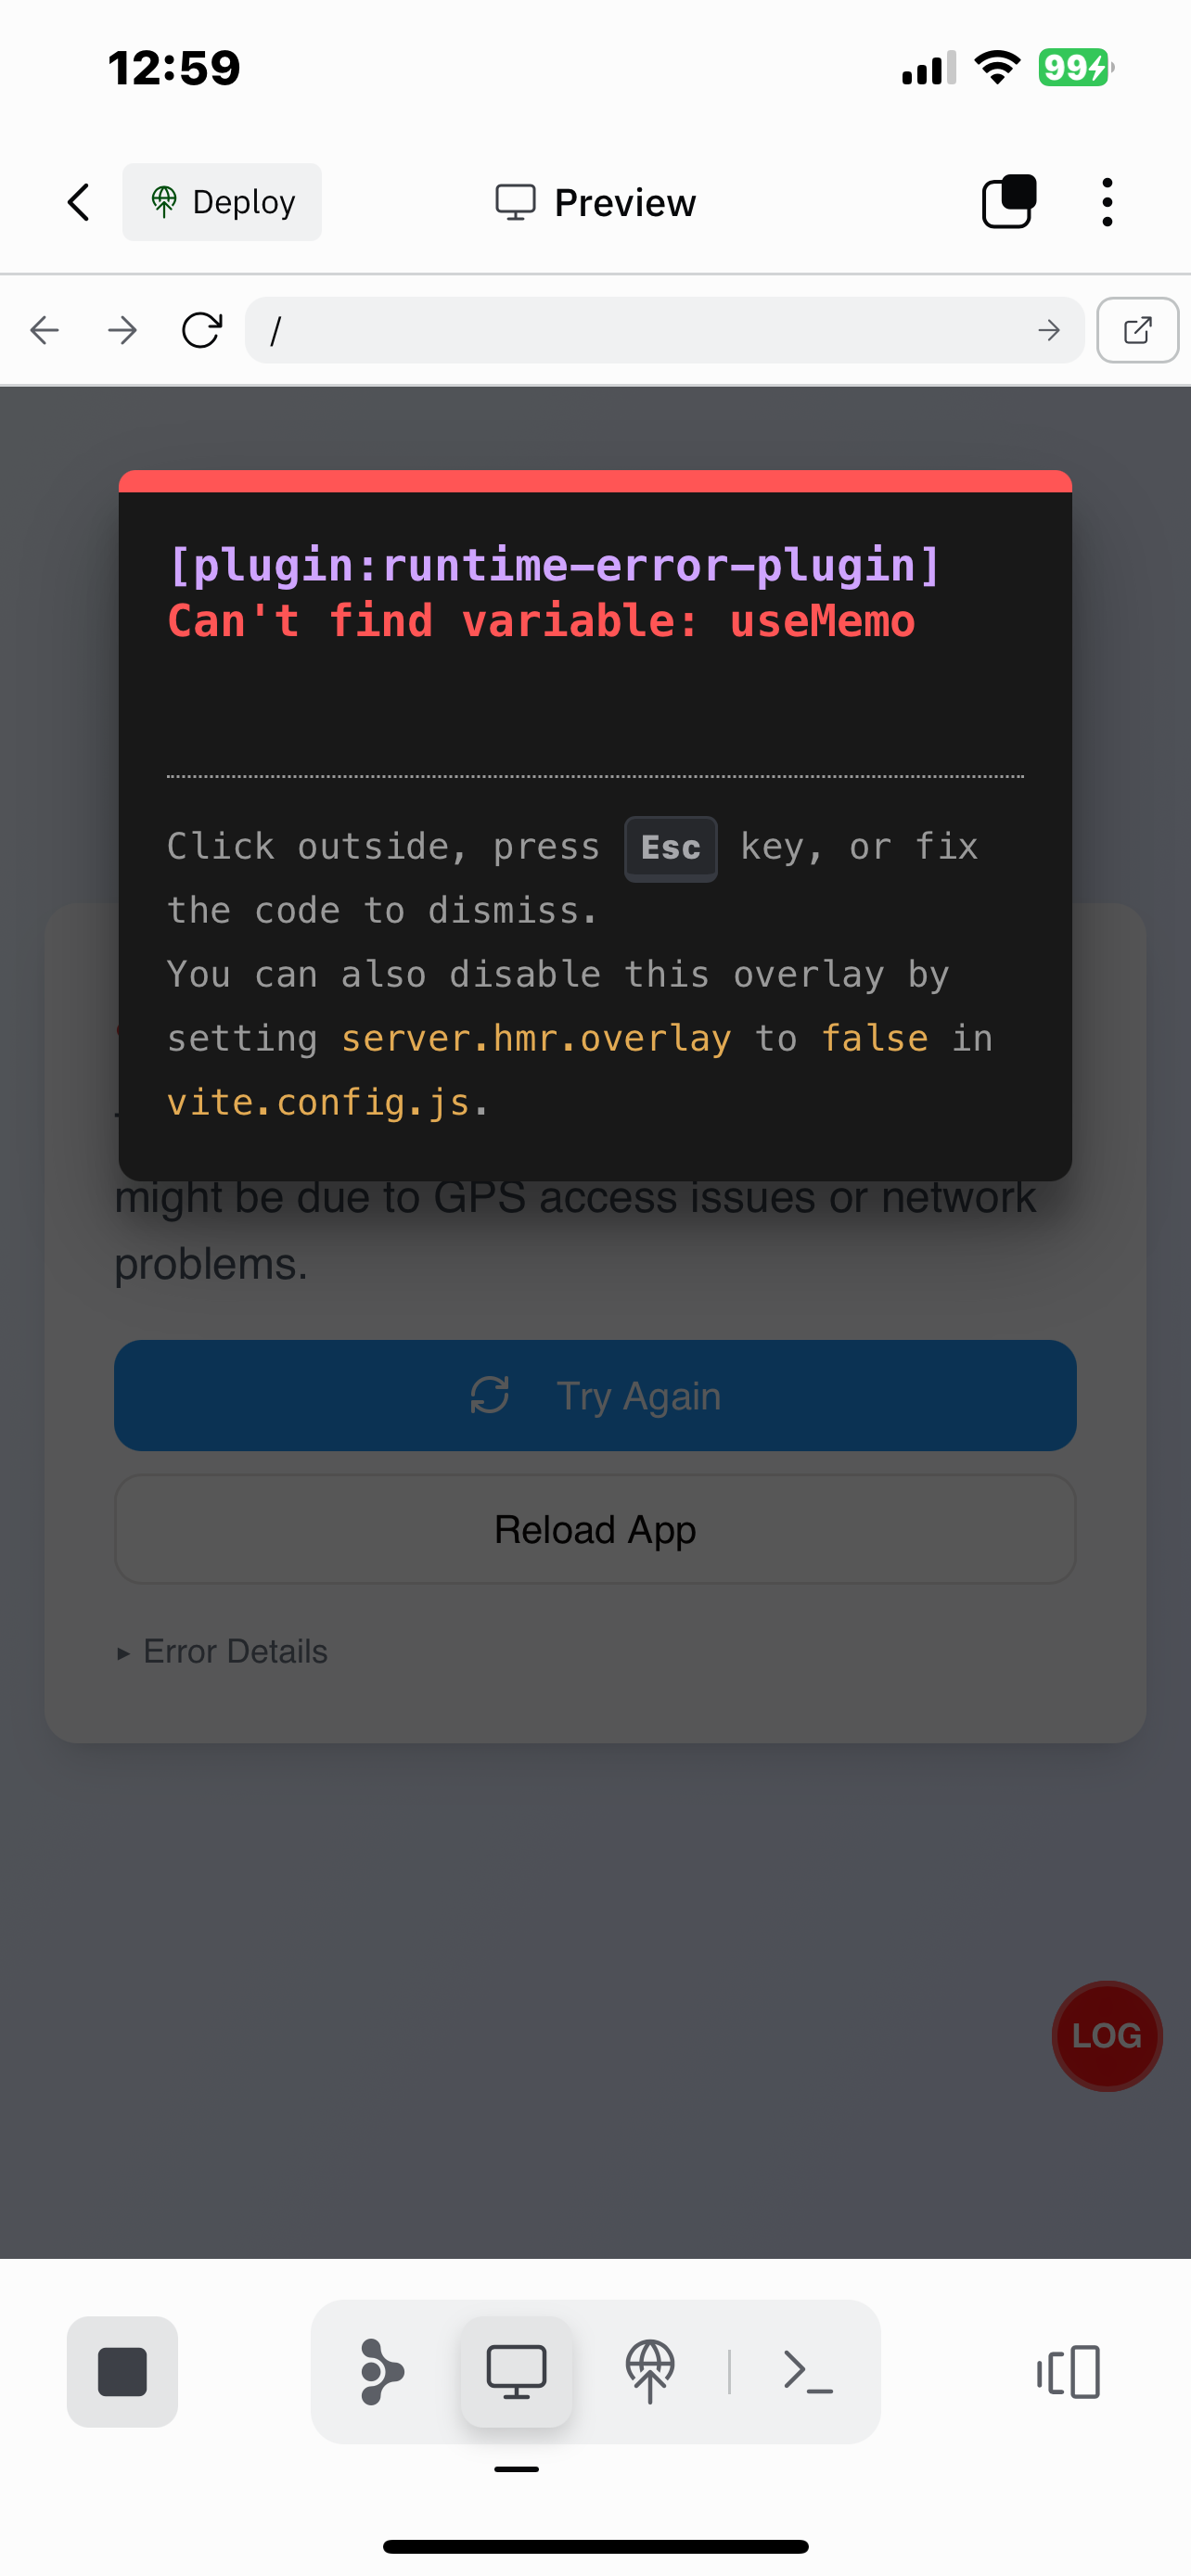 12:59
99
Deploy
Preview
/
[plugin:runtime-error-plugin]
Can't find variable: useMemo
Click outside, press Esc key, or fix
the code to dismiss.
You can also disable this overlay by
setting server.hmr.overlay to false in
vite.config.js.
might be due to GPS access issues or network
problems.
Try Again
Reload App
Error Details
LOG